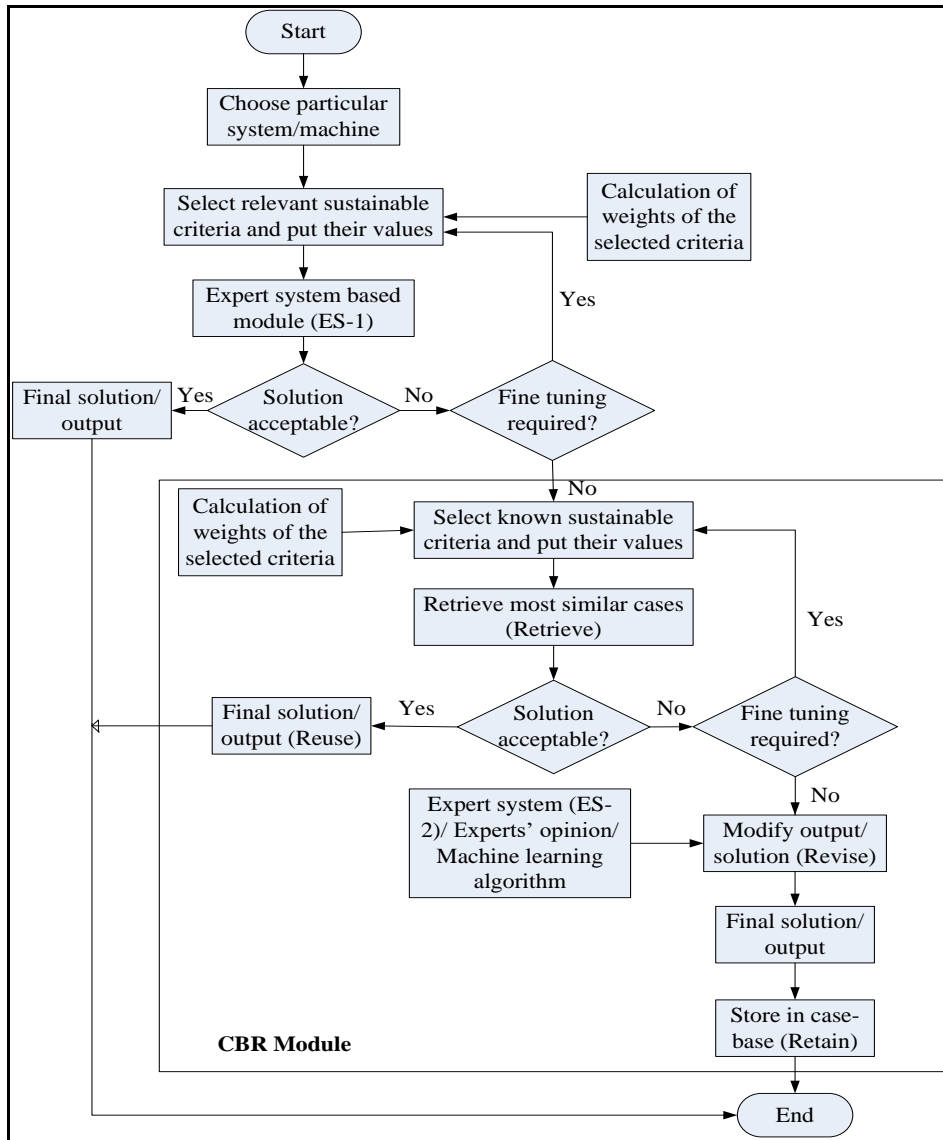 Start
Choose particular
system/machine
Select relevant sustainable
criteria and put their values
Calculation of
weights of the
selected criteria
Yes
Expert system based
module (ES-1)
Final solution/
output
Yes
Solution
acceptable?
No
Fine tuning
required?
No
Calculation of
weights of the
selected criteria
Select known sustainable
criteria and put their values
Retrieve most similar cases
(Retrieve)
Yes
Final solution/
output (Reuse)
Yes
Solution
acceptable?
No
Fine tuning
required?
No
Expert system (ES-
2)/ Experts’ opinion/
Machine learning
algorithm
Modify output/
solution (Revise)
Final solution/
output
Store in case-
base (Retain)
CBR Module
End